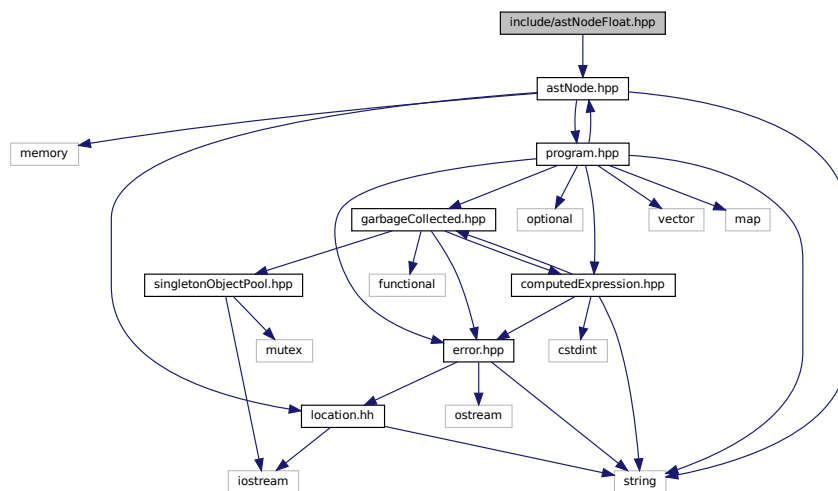 include/astNodeFloat.hpp
astNode.hpp
memory
program.hpp
garbageCollected.hpp
optional
vector
map
singletonObjectPool.hpp
functional
computedExpression.hpp
mutex
error.hpp
cstdint
location.hh
ostream
iostream
string